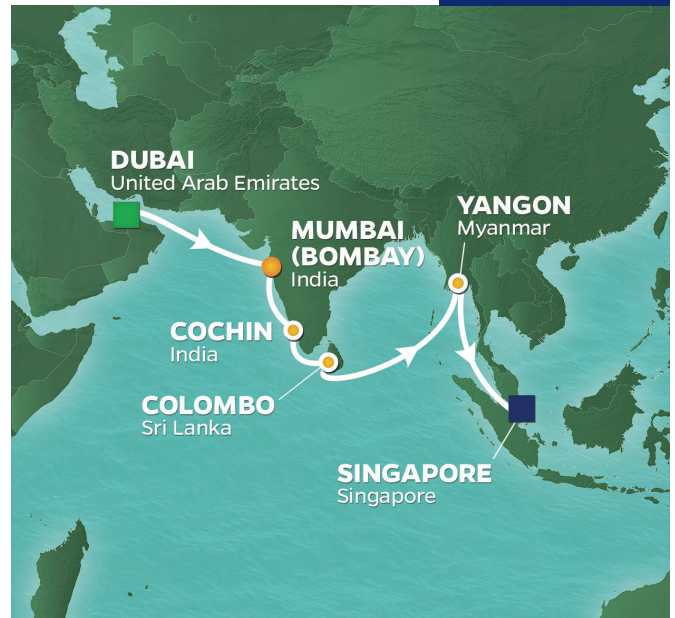 DUBAI
United Arab Emirates
MUMBAI
(BOMBAY)
India
YANGON
Myanmar
COCHIN
India
COLOMBO
Sri Lanka
SINGAPORE
Singapore